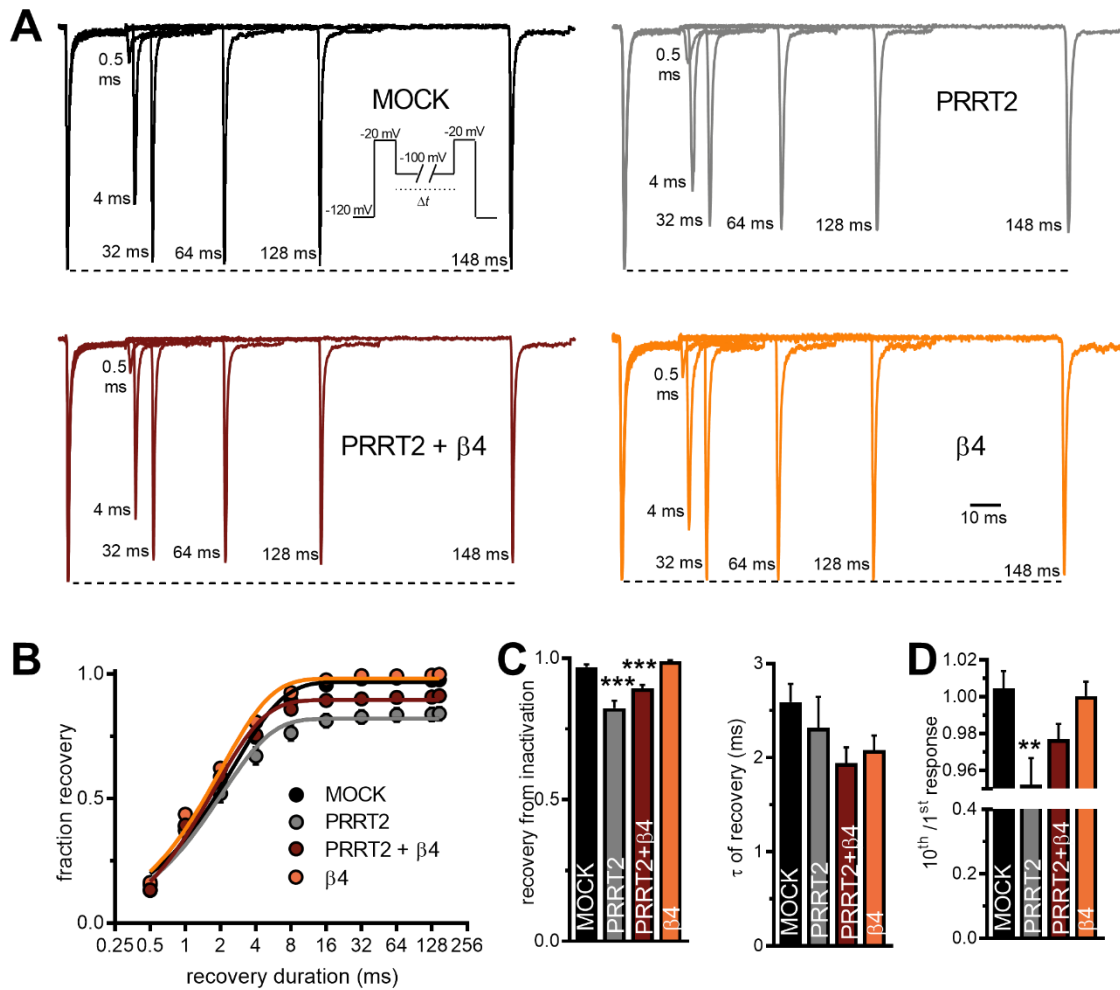 A
0.5
ms
4 ms
32 ms
64 ms
128 ms
148 ms
MOCK
-20 mV
-20 mV
-100 mV
-120 mV
Δt
PRRT2
0.5
ms
4 ms
32 ms
64 ms
128 ms
148 ms
PRRT2 + β4
0.5
ms
4 ms
32 ms
64 ms
128 ms
148 ms
β4
0.5
ms
4 ms
32 ms
64 ms
128 ms
148 ms
10 ms
B
fraction recovery
1.0
0.5
0.0
0.25 0.5 1 2 4 8 16 32 64 128 256
recovery duration (ms)
MOCK
PRRT2
PRRT2 + β4
β4
C
recovery from inactivation
1.0
0.5
0.0
***
***
MOCK
PRRT2
PRRT2+β4
β4
τ of recovery (ms)
3
2
1
0
MOCK
PRRT2
PRRT2+β4
β4
D
10th /1st response
1.02
1.00
0.98
0.96
0.4
0.2
0.0
**
MOCK
PRRT2
PRRT2+β4
β4